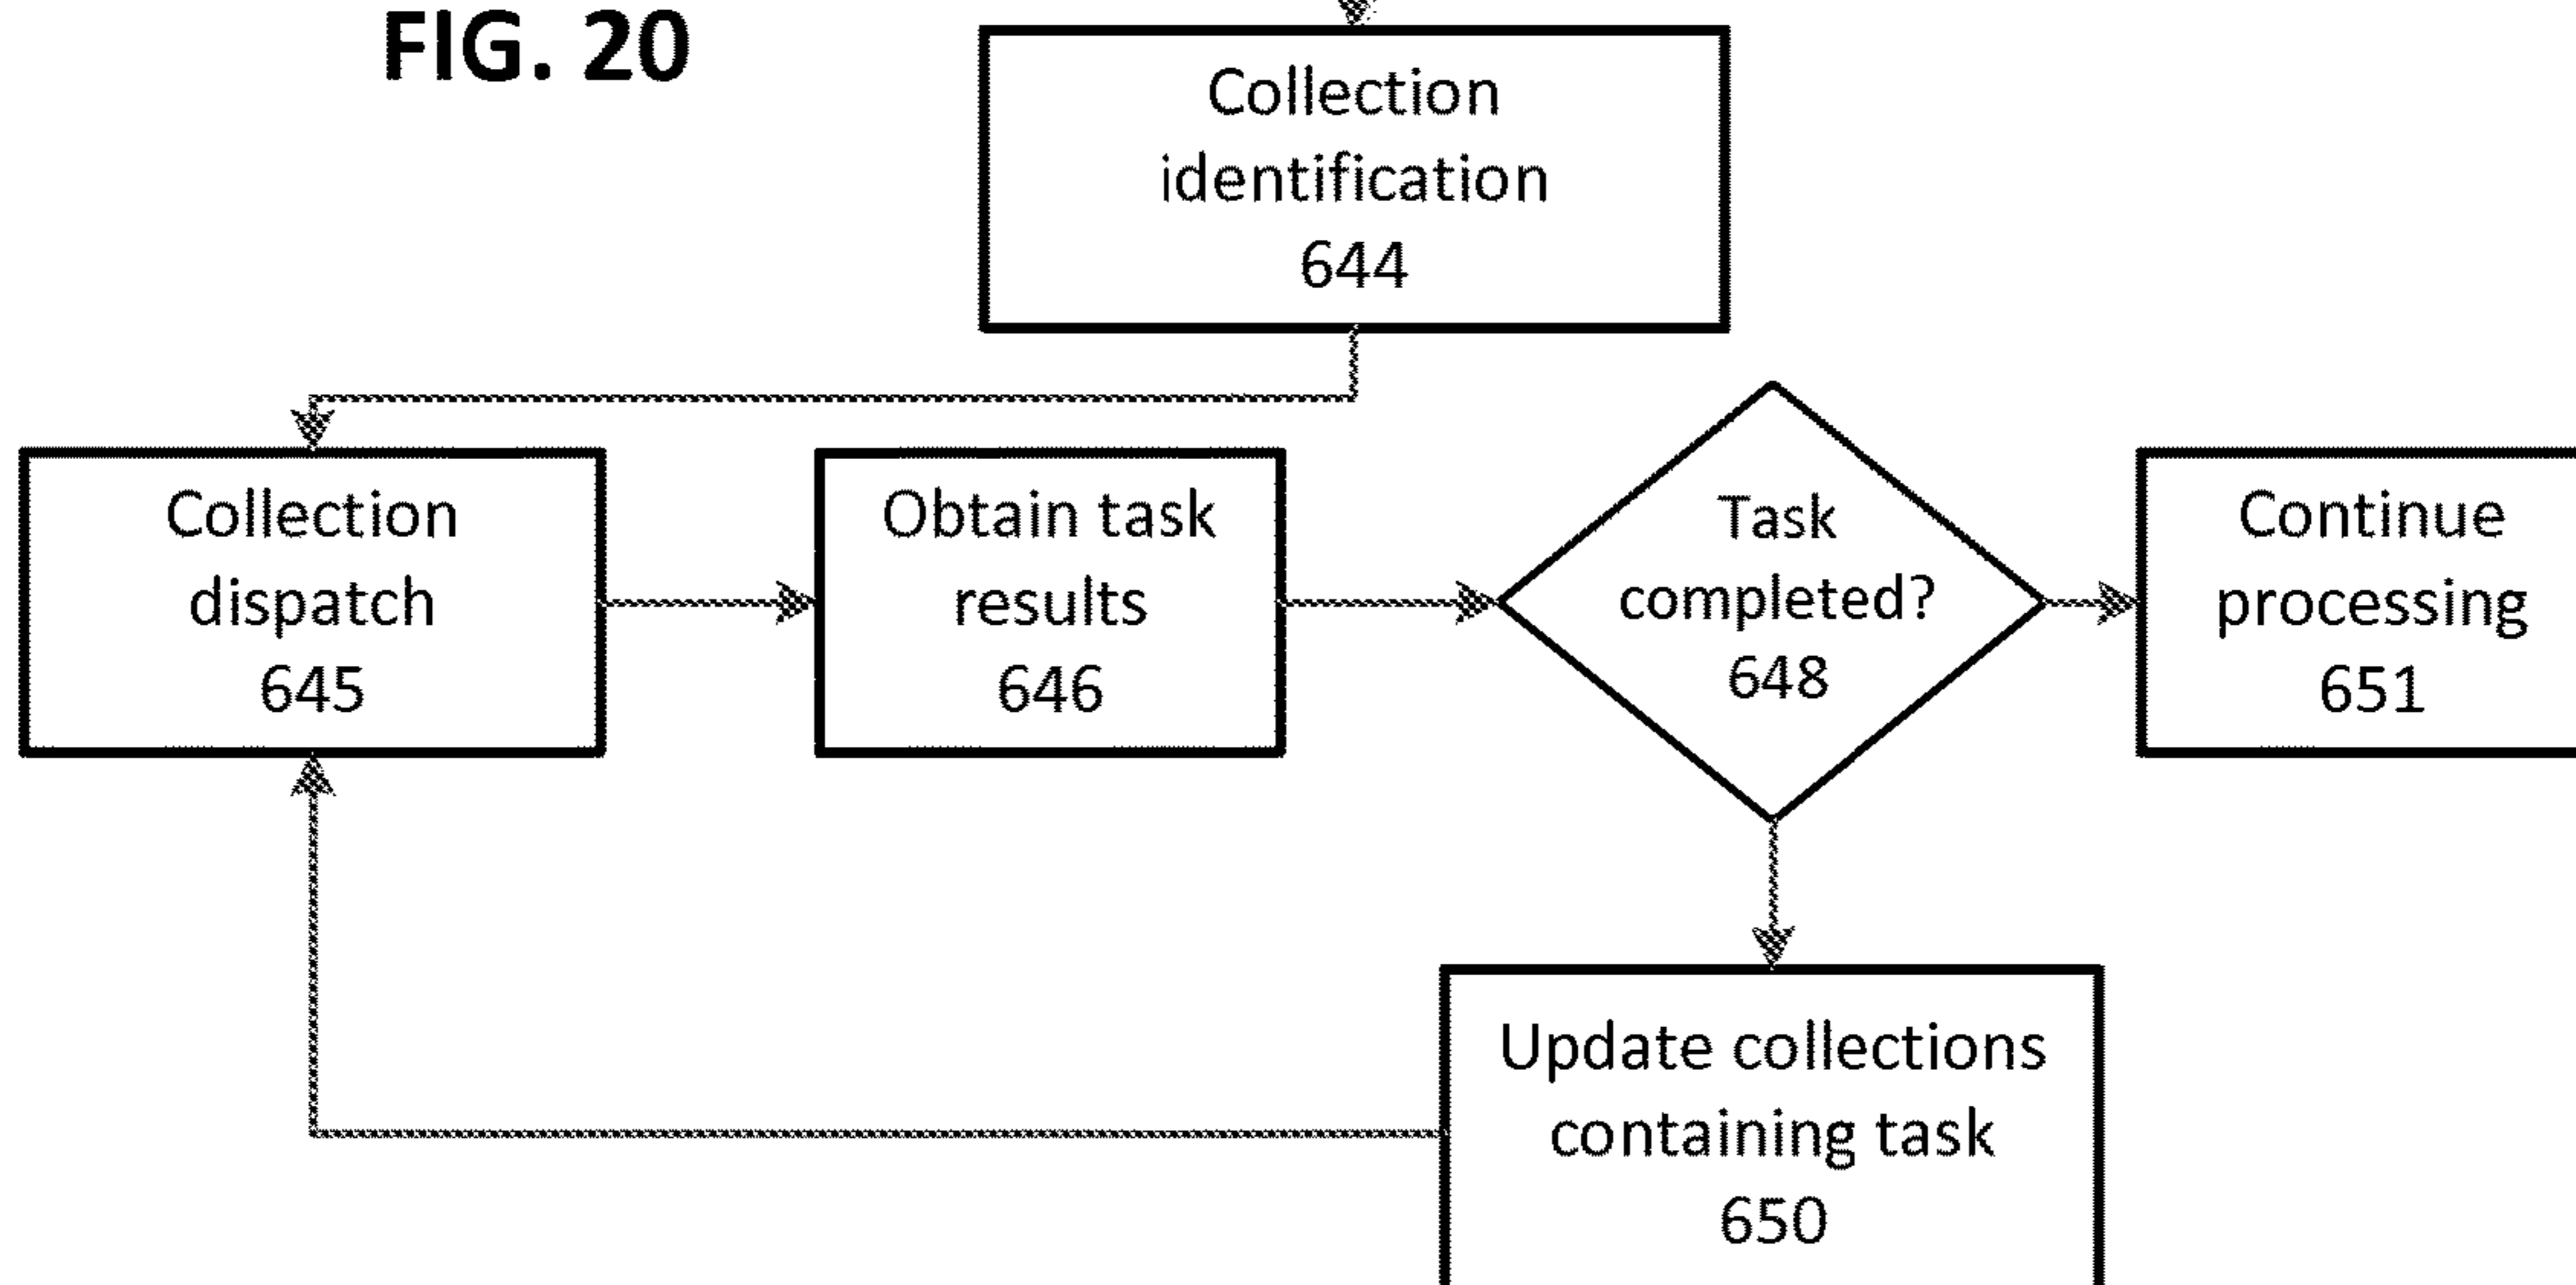 FIG. 20
Collection
identification
644
Collection
dispatch
645
Obtain task
results
646
Task
completed?
648
Continue
processing
651
Update collections
containing task
650